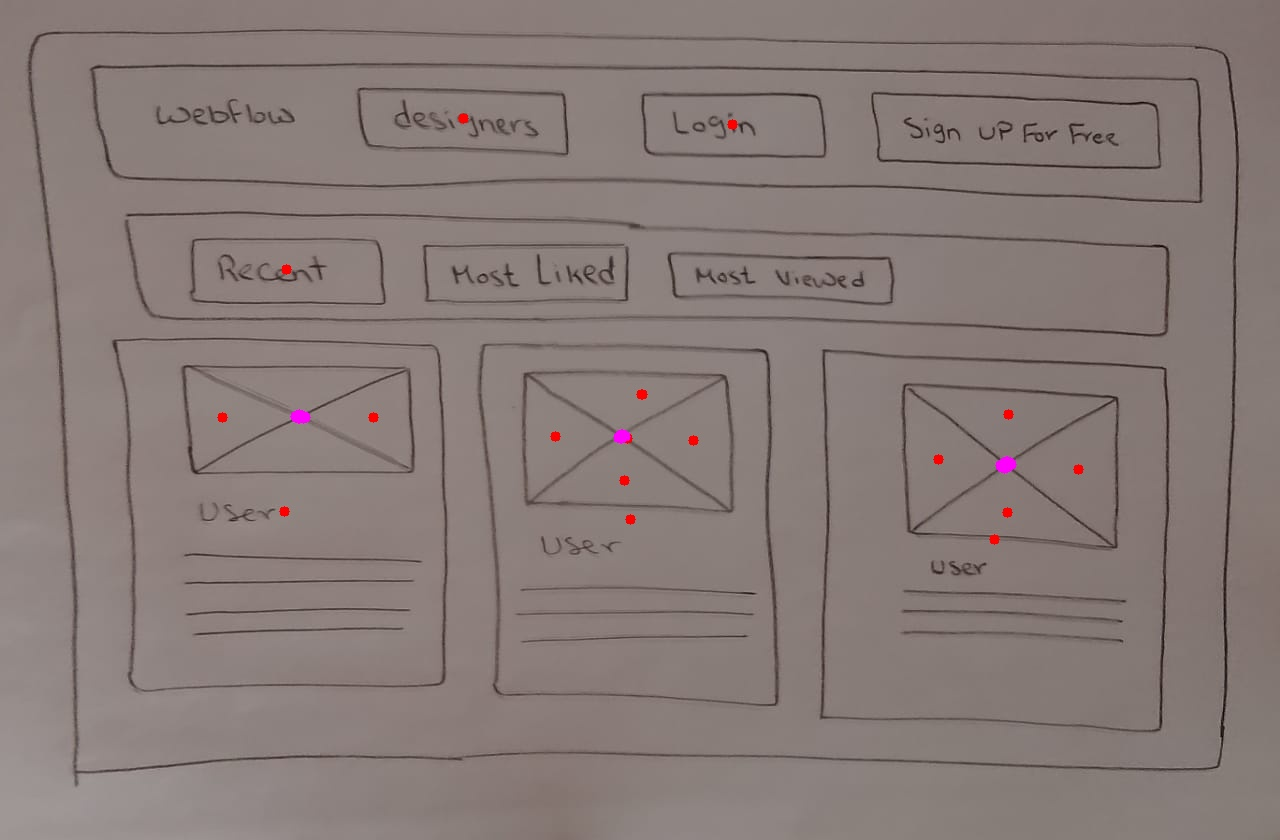 webflow designers Login Sign UP For Free
Recent Most Liked Most Viewed
User User User